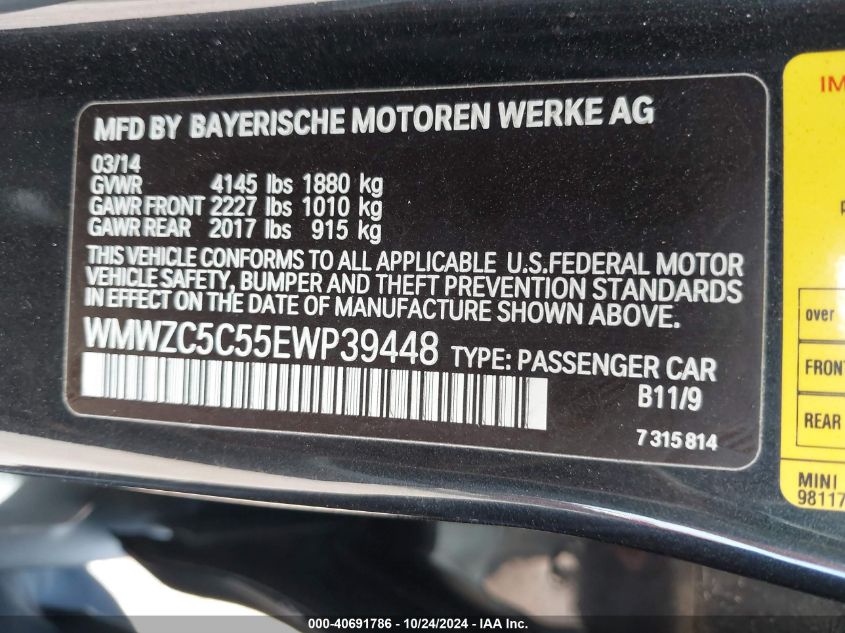 MFD BY BAYERISCHE MOTOREN WERKE AG
03/14
GVWR 4145 lbs 1880 kg
GAWR FRONT 2227 lbs 1010 kg
GAWR REAR 2017 lbs 915 kg
THIS VEHICLE CONFORMS TO ALL APPLICABLE U.S.FEDERAL MOTOR
VEHICLE SAFETY, BUMPER AND THEFT PREVENTION STANDARDS
IN EFFECT ON THE DATE OF MANUFACTURE SHOWN ABOVE.
WMWZC5C55EWP39448 TYPE: PASSENGER CAR
B11/9
7 315 814
IM
over
FRON
REAR
MINI
98117
000-40691786 - 10/24/2024 - © IAA, Inc.